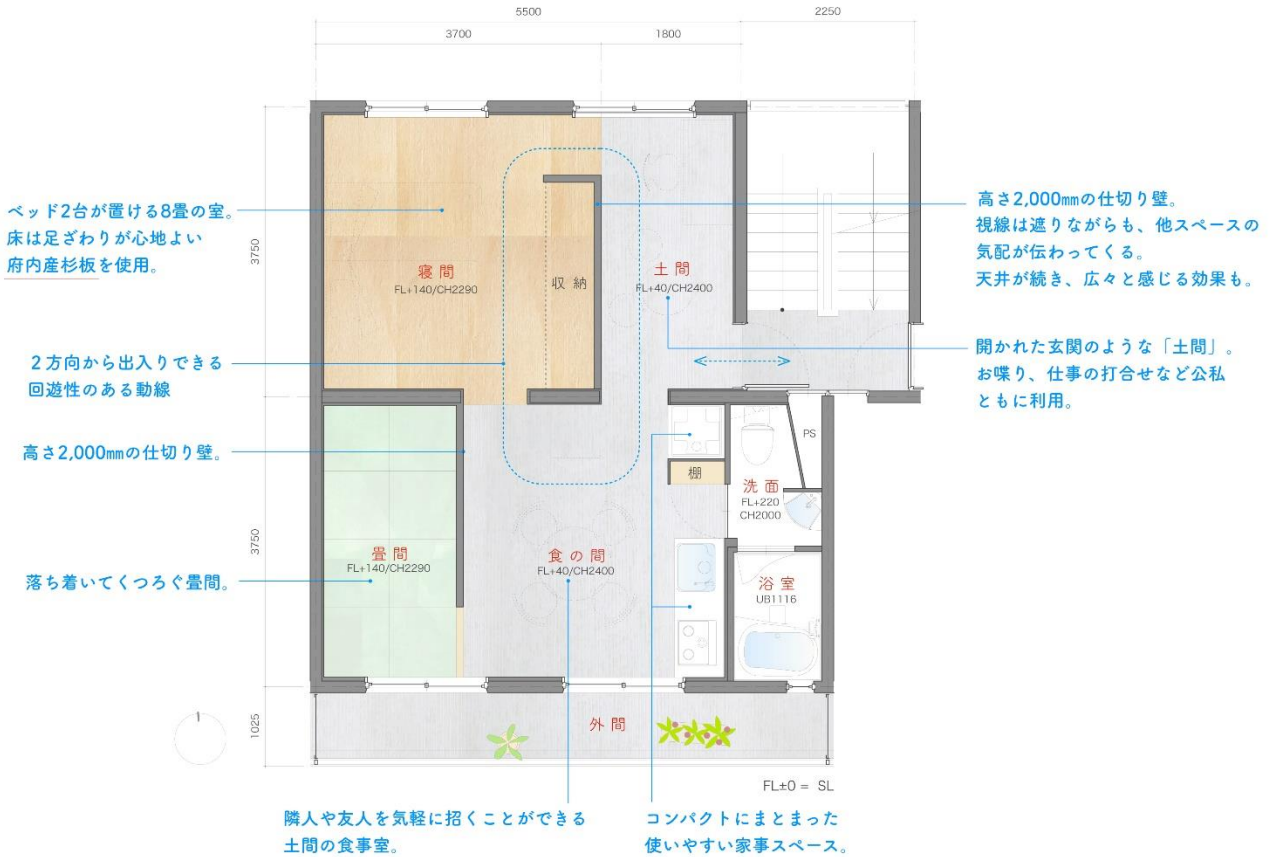 5500
2250
3700
1800
ベッド2台が置ける8畳の室。
床は足ざわりが心地よい
府内産杉板を使用。
高さ2,000㎜の仕切り壁。
視線は遮りながらも、他スペースの
気配が伝わってくる。
天井が続き、広々と感じる効果も。
3750
寝間
FL+140/CH2290
収納
土間
FL+40/CH2400
2方向から出入りできる
回遊性のある動線
開かれた玄関のような「土間」。
お喋り、仕事の打合せなど公私
ともに利用。
高さ2,000㎜の仕切り壁。
PS
棚
洗面
FL+220
CH2000
3750
畳間
FL+140/CH2290
食の間
FL+40/CH2400
落ち着いてくつろぐ畳間。
浴室
UB1116
1025
外間
FL±0 = SL
隣人や友人を気軽に招くことができる
土間の食事室。
コンパクトにまとまった
使いやすい家事スペース。